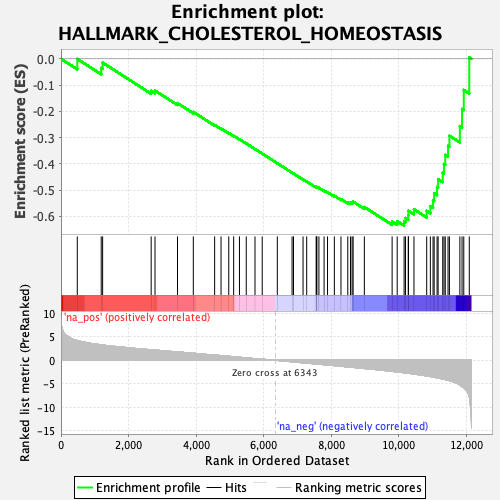 Enrichment plot:
HALLMARK_CHOLESTEROL_HOMEOSTASIS
Enrichment score (ES)
0.0
-0.1
-0.2
-0.3
-0.4
-0.5
-0.6
'na_pos' (positively correlated)
Ranked list metric (PreRanked)
10
5
0
-5
-10
-15
Zero cross at 6343
'na_neg' (negatively correlated)
0
2,000
4,000
6,000
8,000
10,000
12,000
Rank in Ordered Dataset
Enrichment profile
Hits
Ranking metric scores